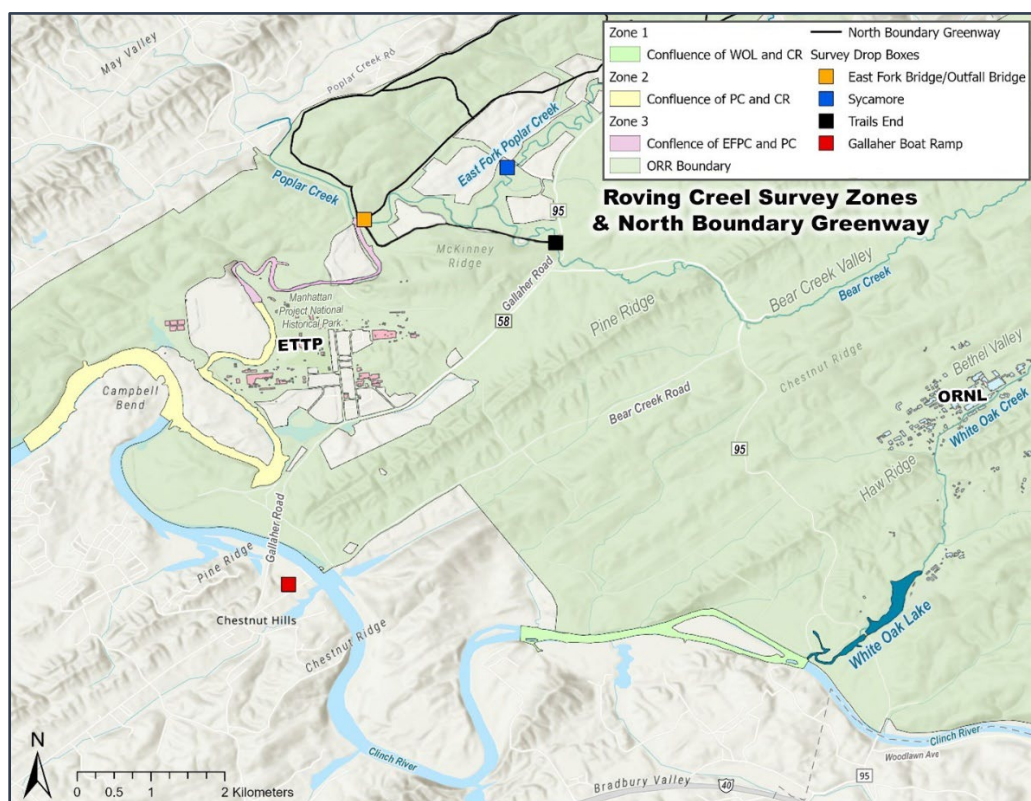 Zone 1
Confluence of WOL and CR
Zone 2
Confluence of PC and CR
Zone 3
Conflence of EFPC and PC
ORR Boundary
North Boundary Greenway
Survey Drop Boxes
East Fork Bridge/Outfall Bridge
Sycamore
Trails End
Gallaher Boat Ramp
Roving Creel Survey Zones
& North Boundary Greenway
May Valley
Poplar Creek Rd
East Fork Poplar Creek
Poplar Creek
95
McKinney
Ridge
Gallaher Road
58
Manhattan
Project National
Historical Park
ETTP
Pine Ridge
Bear Creek Valley
Bear Creek
Chestnut Ridge
Bethel Valley
ORNL
White Oak Creek
Campbell
Bend
Bear Creek Road
95
Haw Ridge
Gallaher Road
Pine Ridge
Chestnut Hills
Chestnut Ridge
White Oak Lake
Clinch River
Clinch River
Woodlawn Ave
Bradbury Valley
40
95
N
0 0.5 1 2 Kilometers